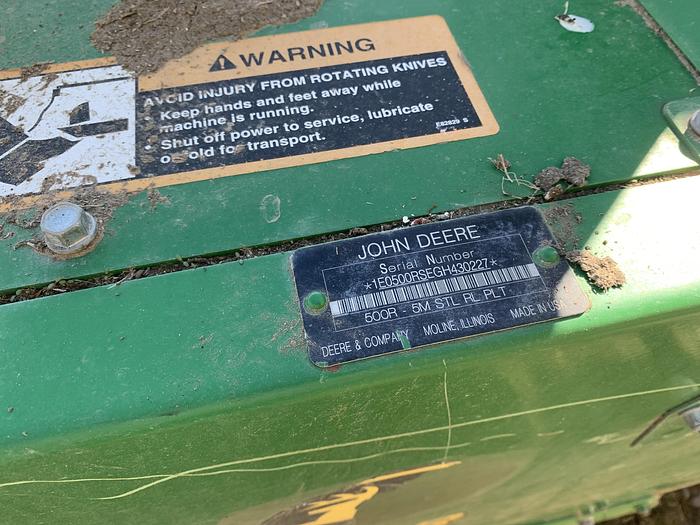 WARNING
AVOID INJURY FROM ROTATING KNIVES
• Keep hands and feet away while
machine is running.
• Shut off power to service, lubricate
or fold for transport.
E82829 S
JOHN DEERE
Serial Number
*1E0500RSEGH430227*
500R - 5M STL RL PLT
DEERE & COMPANY MOLINE, ILLINOIS MADE IN USA